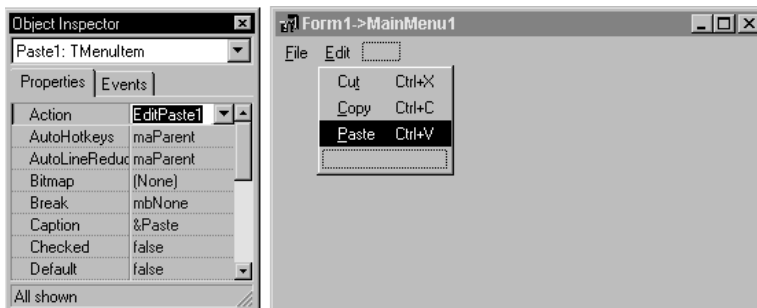 Object Inspector
Paste1: TMenuItem
Properties Events
Action EditPaste1
AutoHotkeys maParent
AutoLineReduc maParent
Bitmap (None)
Break mbNone
Caption &Paste
Checked false
Default false
All shown
Form1->MainMenu1
File Edit
Cut Ctrl+X
Copy Ctrl+C
Paste Ctrl+V